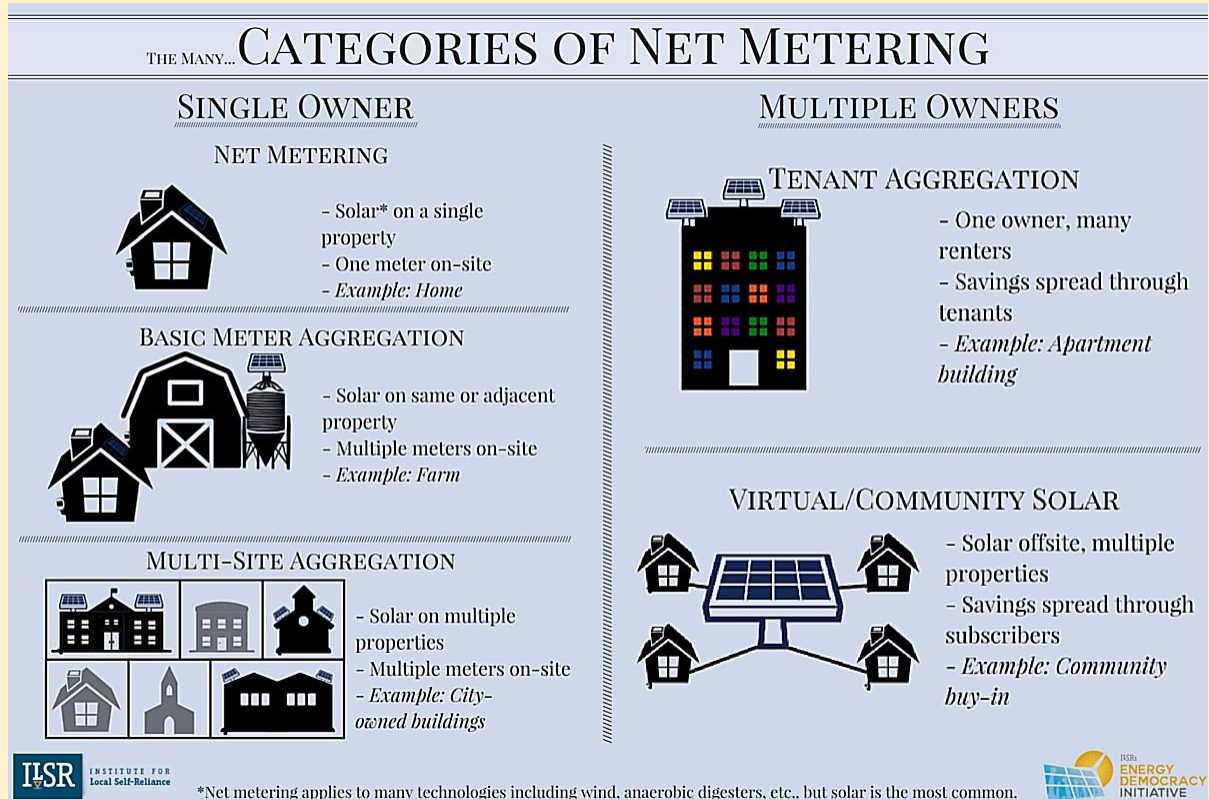 THE MANY... CATEGORIES OF NET METERING
SINGLE OWNER
NET METERING
- Solar* on a single
property
- One meter on-site
- Example: Home
BASIC METER AGGREGATION
- Solar on same or adjacent
property
- Multiple meters on-site
- Example: Farm
MULTI-SITE AGGREGATION
- Solar on multiple
properties
- Multiple meters on-site
- Example: City-
owned buildings
MULTIPLE OWNERS
TENANT AGGREGATION
- One owner, many
renters
- Savings spread through
tenants
- Example: Apartment
building
VIRTUAL/COMMUNITY SOLAR
- Solar offsite, multiple
properties
- Savings spread through
subscribers
- Example: Community
buy-in
ILSR
INSTITUTE FOR
Local Self-Reliance
*Net metering applies to many technologies including wind, anaerobic digesters, etc., but solar is the most common.
ILSR's
ENERGY
DEMOCRACY
INITIATIVE